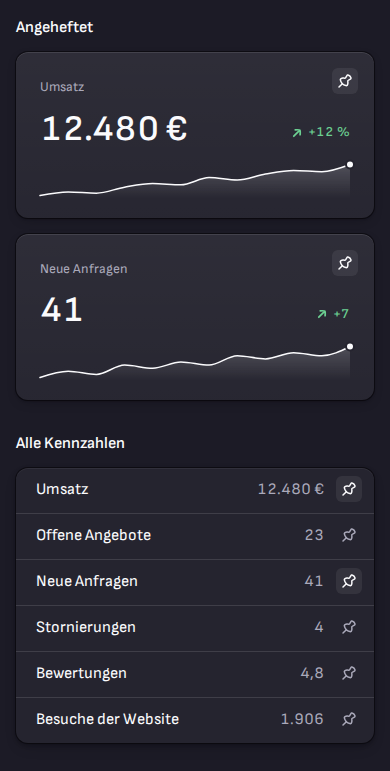 Angeheftet
Umsatz
12.480 €
+12 %
Neue Anfragen
41
+7
Alle Kennzahlen
Umsatz 12.480 €
Offene Angebote 23
Neue Anfragen 41
Stornierungen 4
Bewertungen 4,8
Besuche der Website 1.906